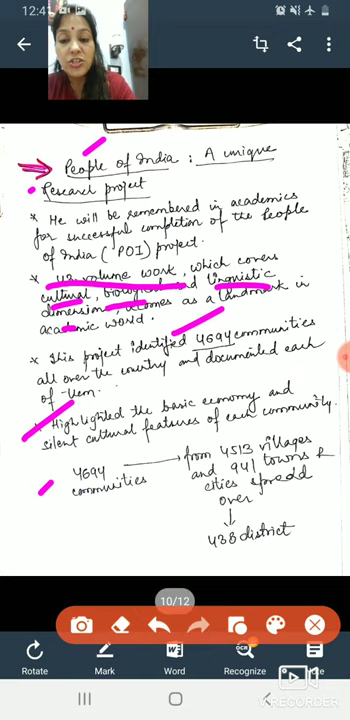 12:41
People of India : A unique
Research project
* He will be remembered in academics
for successful completion of the People
of India ('POI) project.
* volume work, which covers
cultural, biological and linguistic
dimension, as a landmark in
academic world.
* This project identified 4694 communities
all over the country and documented each
of them.
* Highlighted the basic economy and
silent cultural features of each community.
4694 → from 4513 villages
communities and 941 towns &
cities spredd
over
↓
438 district
10/12
Rotate
Mark
Word
Recognize
VRECORDER